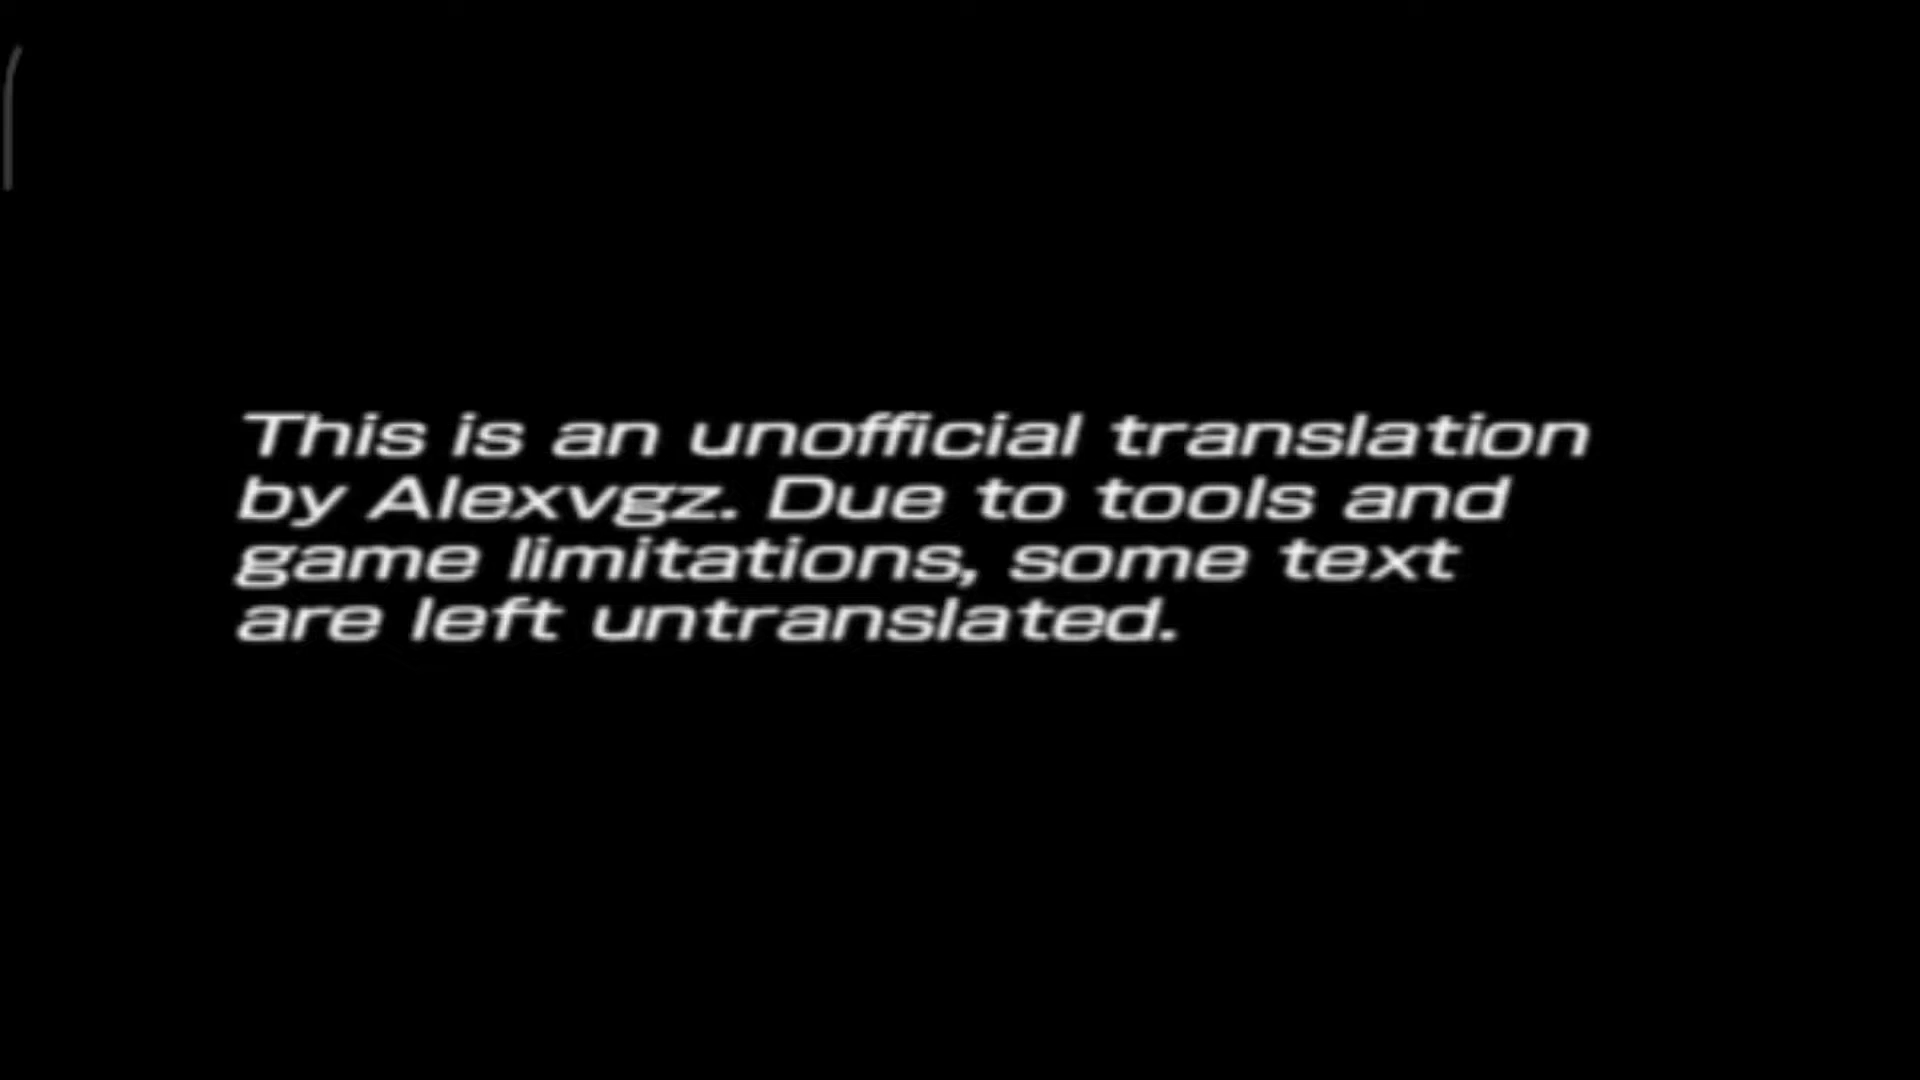 This is an unofficial translation
by Alexvgz. Due to tools and
game limitations, some text
are left untranslated.